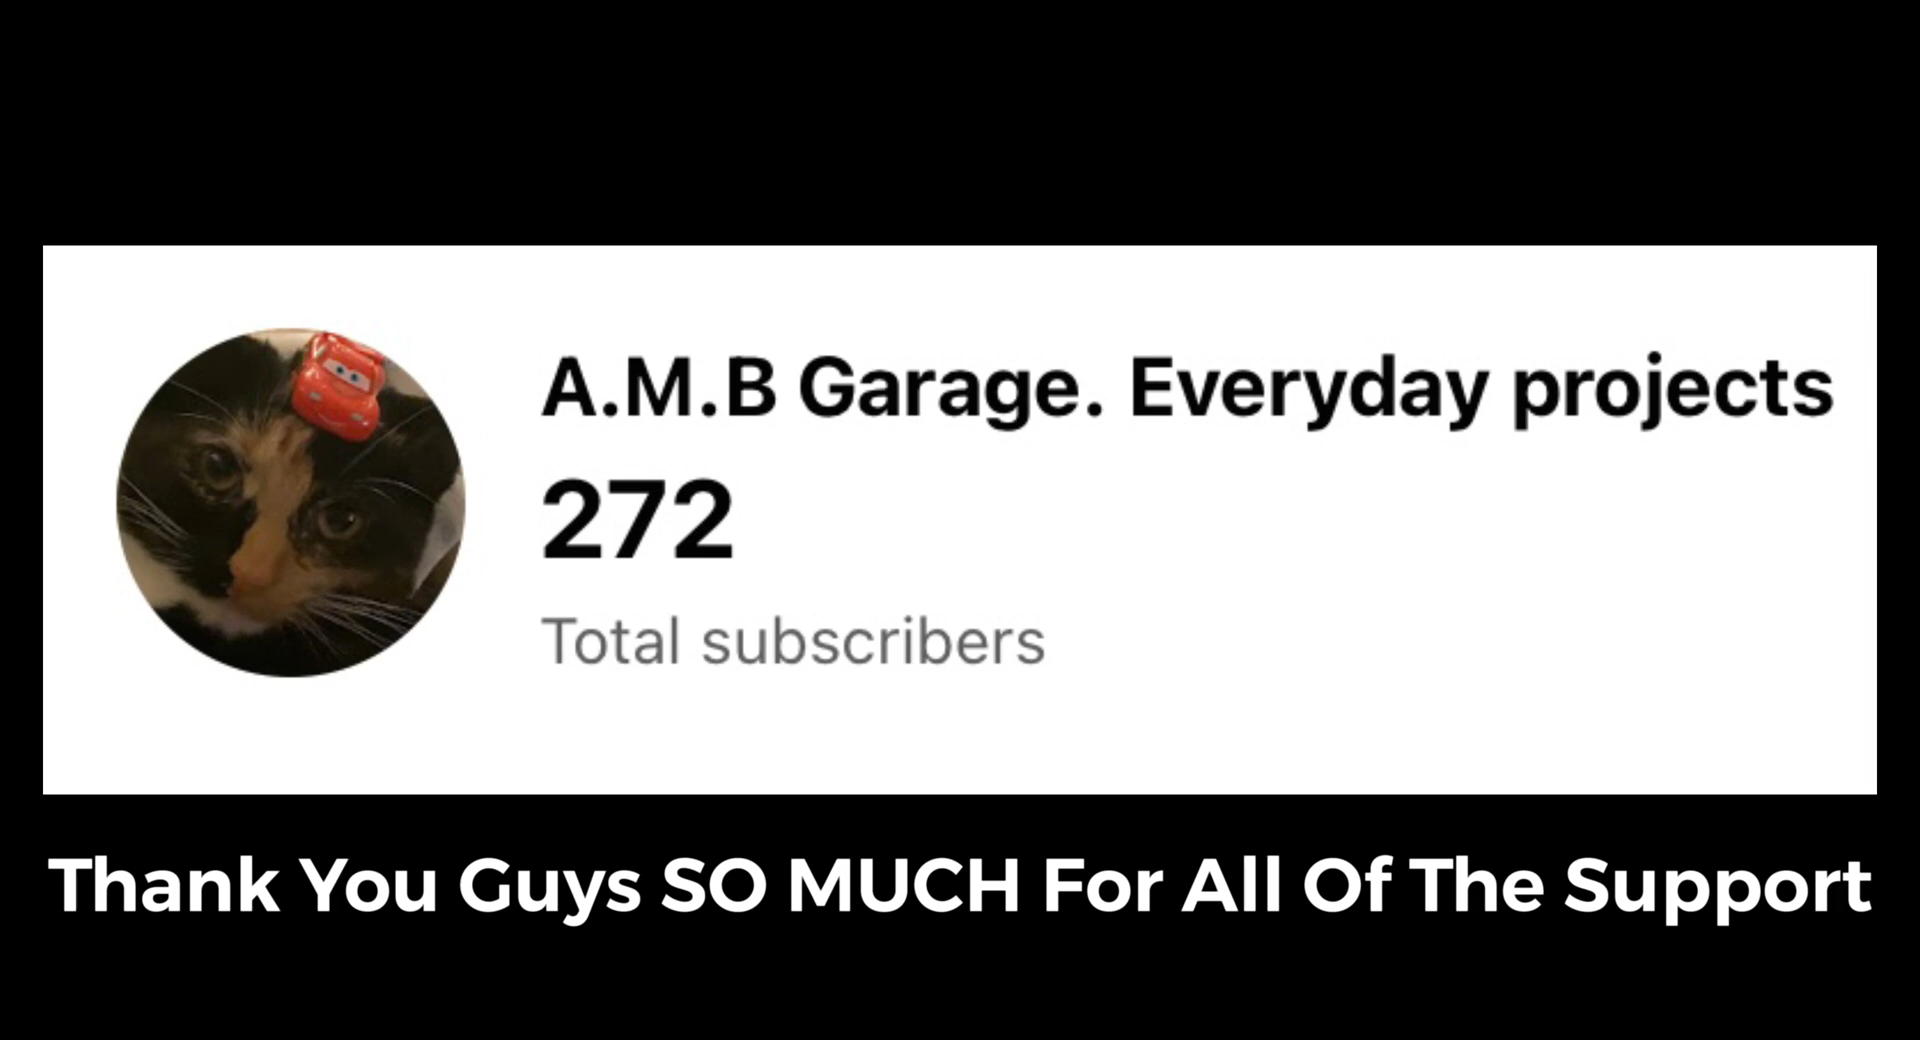 A.M.B Garage. Everyday projects
272
Total subscribers
Thank You Guys SO MUCH For All Of The Support